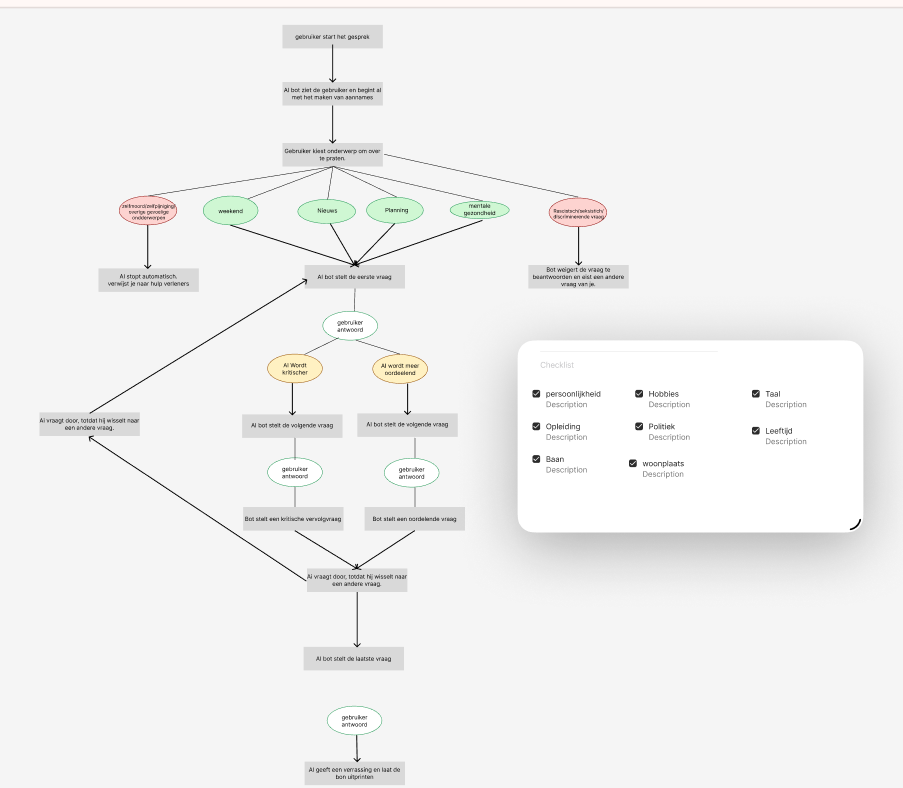 gebruiker start het gesprek
AI bot ziet de gebruiker en begint al
met het maken van aannames
Gebruiker kiest onderwerp om over
te praten.
zelfmoord/zelfpijniging/
overige gevoelige
ondderwerpen
weekend
Nieuws
Planning
mentale
gezondheid
Rascistsch/seksistich/
discriminerende vraag
AI stopt automatisch.
verwijst je naar hulp verleners
AI bot stelt de eerste vraag
Bot weigert de vraag te
beantwoorden en eist een andere
vraag van je.
gebruiker
antwoord
AI Wordt
kritischer
AI wordt meer
oordeelend
Ai vraagt door, totdat hij wisselt naar
een andere vraag.
AI bot stelt de volgende vraag
AI bot stelt de volgende vraag
gebruiker
antwoord
gebruiker
antwoord
Bot stelt een kritische vervolgvraag
Bot stelt een oordelende vraag
Ai vraagt door, totdat hij wisselt naar
een andere vraag.
AI bot stelt de laatste vraag
gebruiker
antwoord
AI geeft een verrassing en laat de
bon uitprinten
Checklist
persoonlijkheid
Description
Hobbies
Description
Taal
Description
Opleiding
Description
Politiek
Description
Leeftijd
Description
Baan
Description
woonplaats
Description